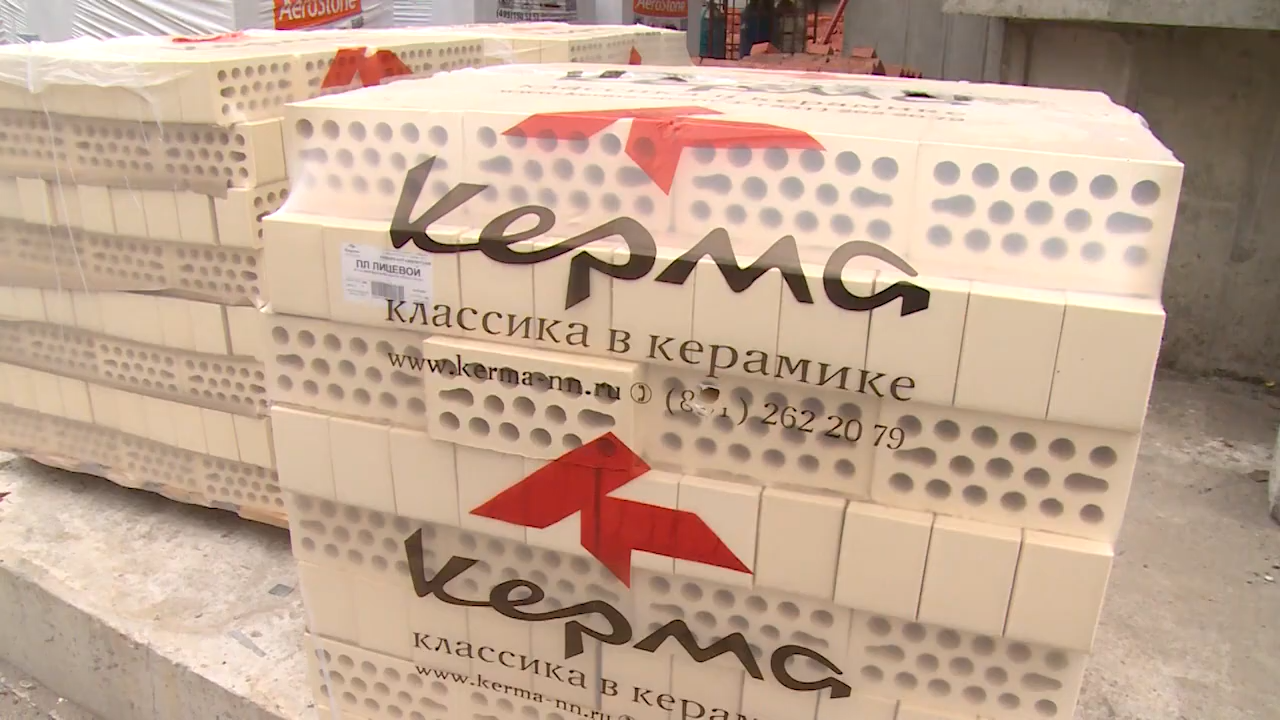 AeroStone
AeroStone
Керма
ПЛ ЛИЦЕВОЙ
классика в керамике
www.kerma-nn.ru
262 20 79
Керма
классика в
www.kerma-nn.ru